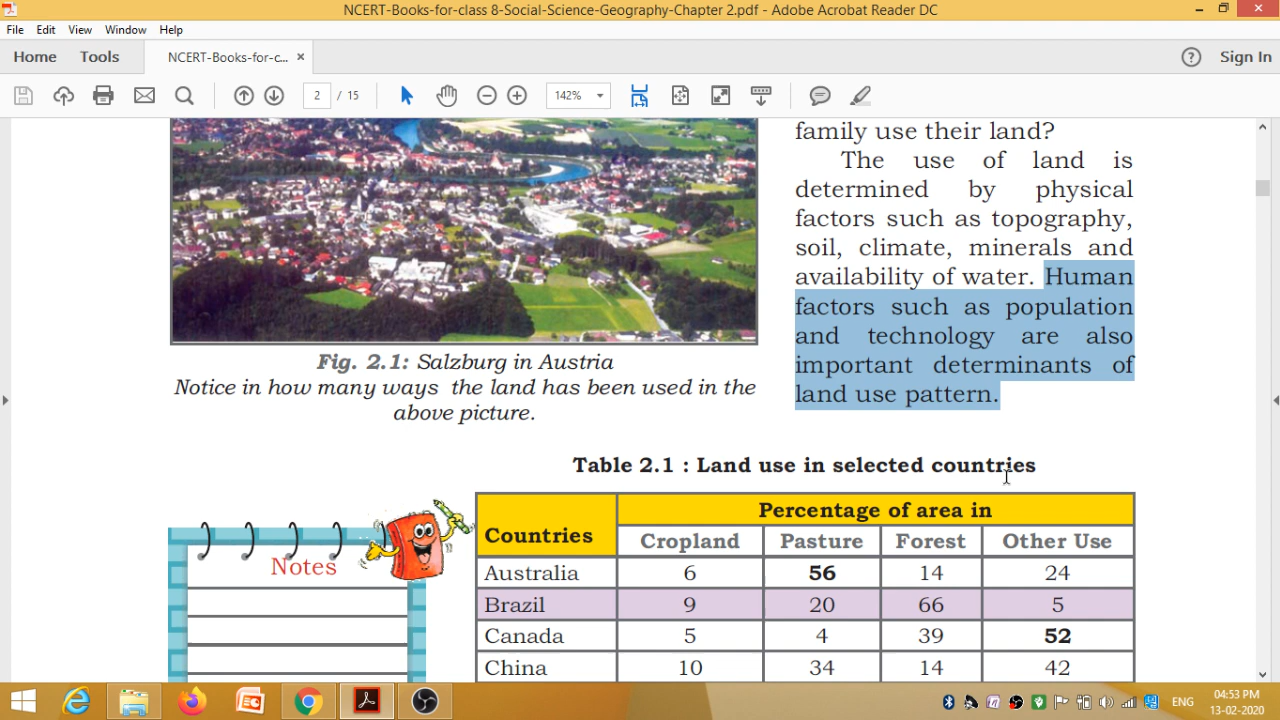 NCERT-Books-for-class 8-Social-Science-Geography-Chapter 2.pdf - Adobe Acrobat Reader DC
File Edit View Window Help
Home Tools NCERT-Books-for-c... × Sign In
2 / 15 142%
family use their land?
The use of land is
determined by physical
factors such as topography,
soil, climate, minerals and
availability of water. Human
factors such as population
and technology are also
important determinants of
land use pattern.
Fig. 2.1: Salzburg in Austria
Notice in how many ways the land has been used in the
above picture.
Table 2.1 : Land use in selected countries
Notes
Countries Percentage of area in
Cropland Pasture Forest Other Use
Australia 6 56 14 24
Brazil 9 20 66 5
Canada 5 4 39 52
China 10 34 14 42
ENG 04:53 PM
13-02-2020